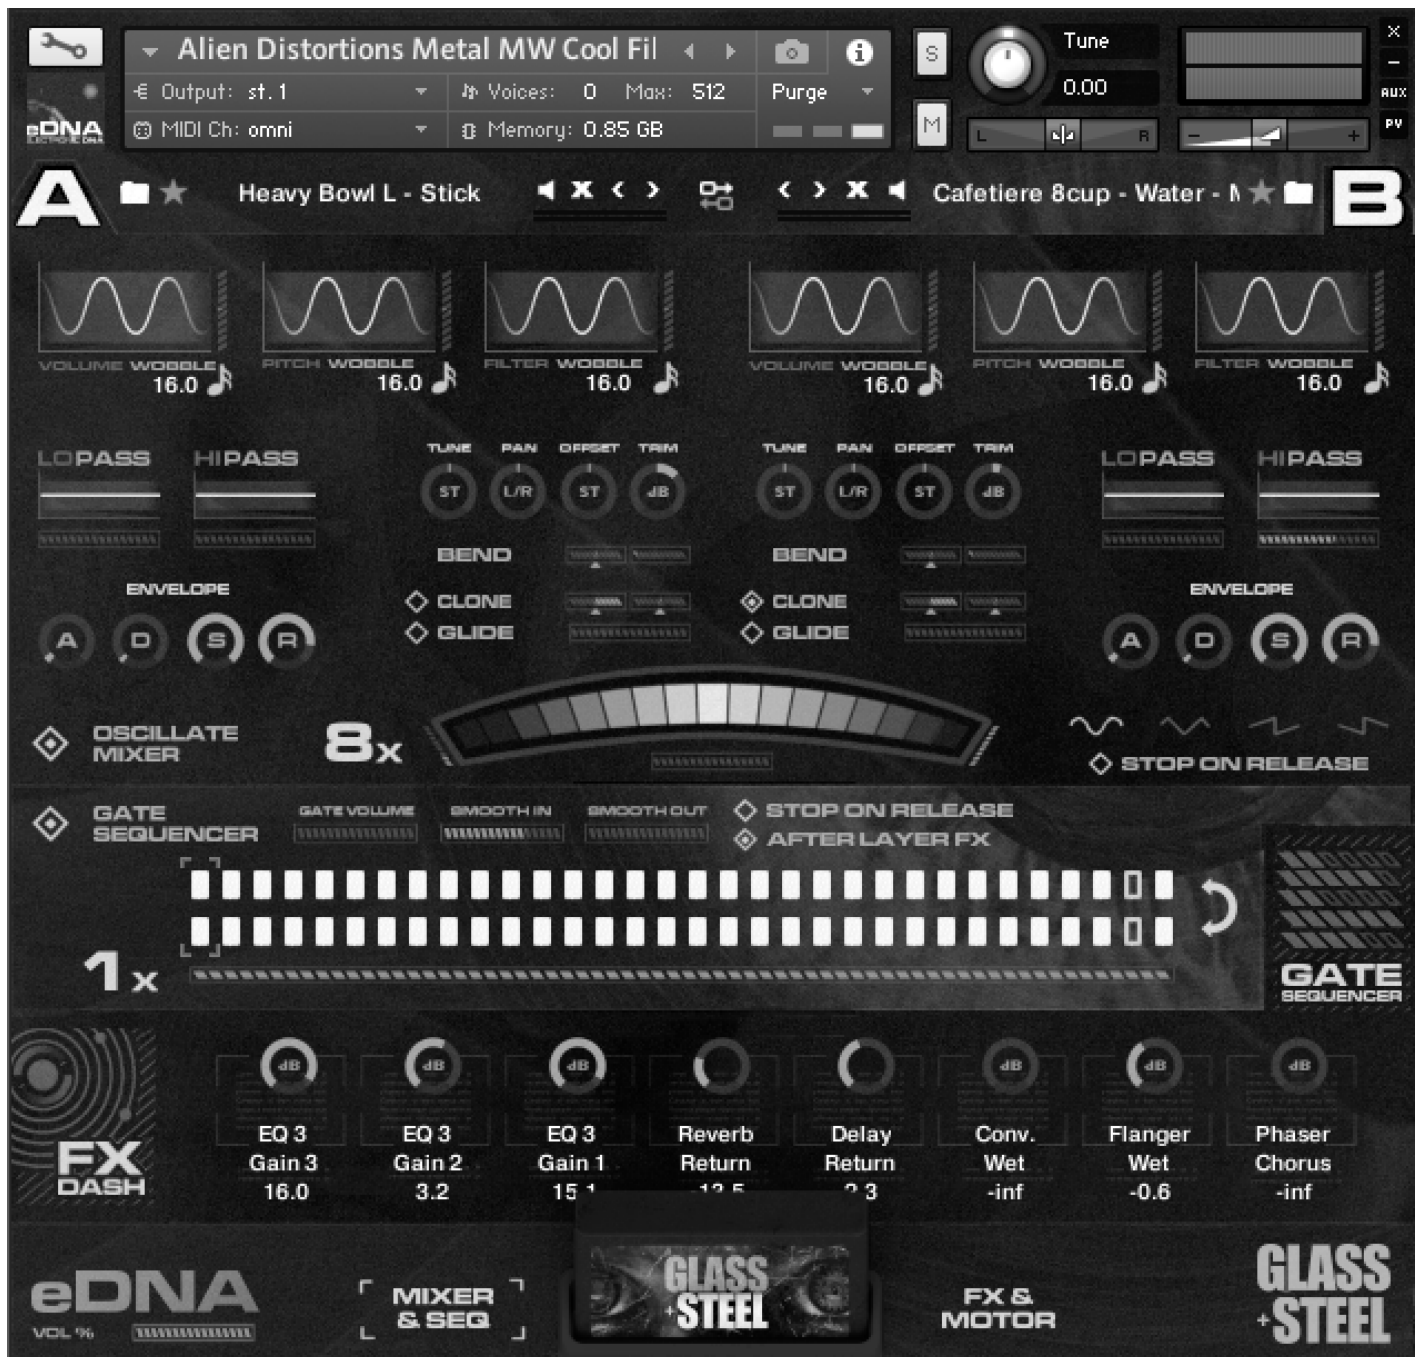 Alien Distortions Metal MW Cool Fil
S
Tune
x
Output: st.1
Voices: 0 Max: 512
Purge
0.00
AUX
eDNA
MIDI Ch: omni
Memory: 0.85 GB
M
L
R
PV
A
Heavy Bowl L - Stick
Cafetiere 8cup - Water -
B
VOLUME WOBBLE
PITCH WOBBLE
FILTER WOBBLE
VOLUME WOBBLE
PITCH WOBBLE
FILTER WOBBLE
16.0
16.0
16.0
16.0
16.0
16.0
LOPASS
HIPASS
TUNE
PAN
OFFSET
TRIM
TUNE
PAN
OFFSET
TRIM
LOPASS
HIPASS
ST
L/R
ST
dB
ST
L/R
ST
dB
BEND
BEND
ENVELOPE
CLONE
CLONE
ENVELOPE
GLIDE
GLIDE
A
D
S
R
A
D
S
R
OSCILLATE
MIXER
8x
STOP ON RELEASE
GATE
SEQUENCER
GATE VOLUME
SMOOTH IN
SMOOTH OUT
STOP ON RELEASE
AFTER LAYER FX
1x
GATE
SEQUENCER
dB
dB
dB
dB
dB
dB
FX
DASH
EQ 3
Gain 3
16.0
EQ 3
Gain 2
3.2
EQ 3
Gain 1
15.1
Reverb
Return
-12.5
Delay
Return
Conv.
Wet
-inf
Flanger
Wet
-0.6
Phaser
Chorus
-inf
eDNA
VOL %
MIXER
& SEQ
GLASS
+STEEL
FX &
MOTOR
GLASS
+STEEL